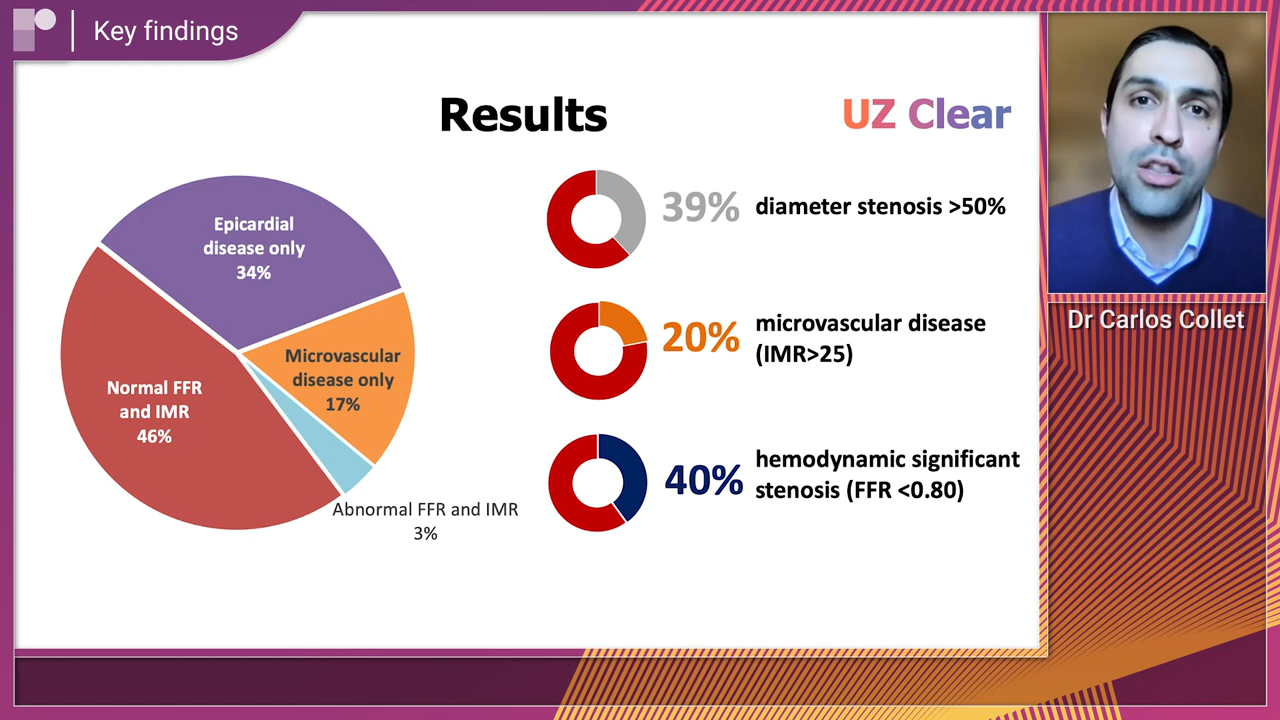 Key findings
Results
UZ Clear
Epicardial
disease only
34%
Microvascular
disease only
17%
Normal FFR
and IMR
46%
Abnormal FFR and IMR
3%
39% diameter stenosis >50%
20% microvascular disease
(IMR>25)
40% hemodynamic significant
stenosis (FFR <0.80)
Dr Carlos Collet